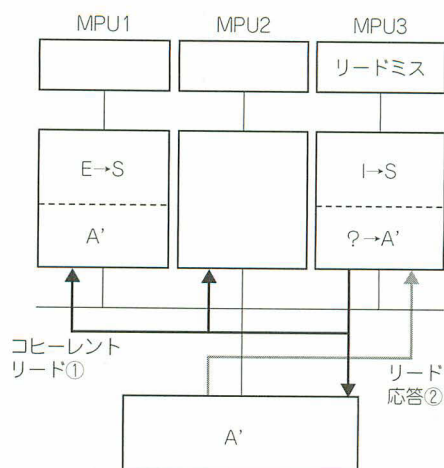 MPU1
MPU2
MPU3
リードミス
E→S
I→S
A'
?→A'
コヒーレント
リード①
リード
応答②
A'